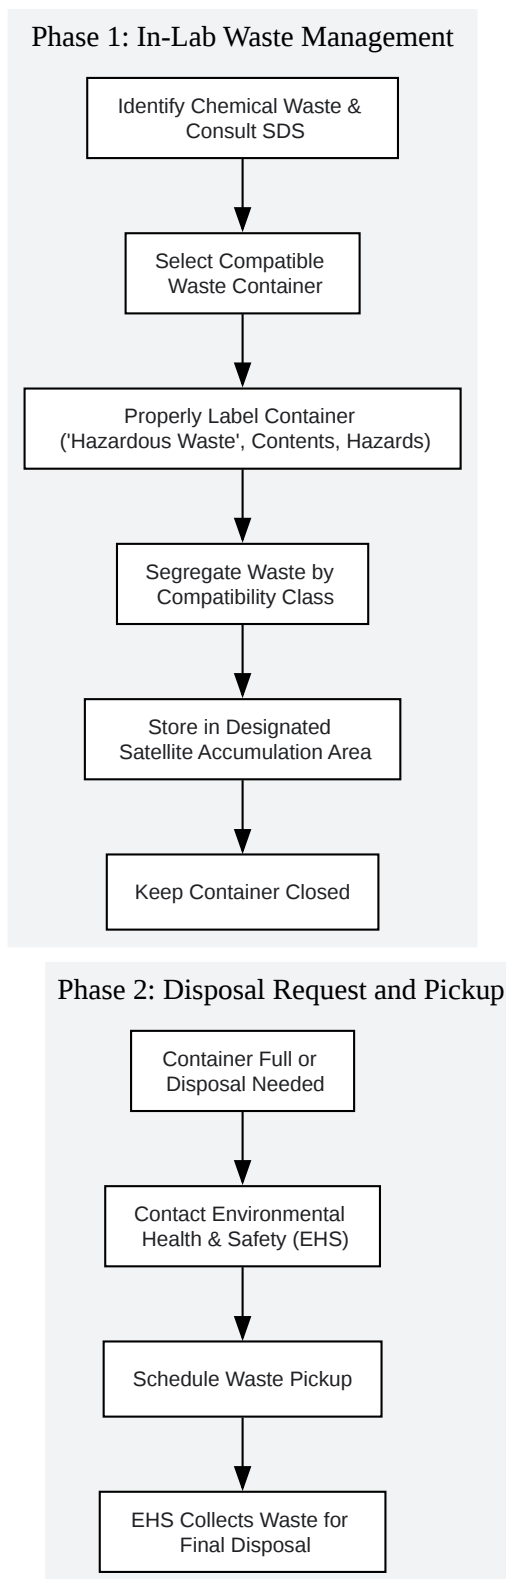 Phase 1: In-Lab Waste Management
Identify Chemical Waste &
Consult SDS
Select Compatible
Waste Container
Properly Label Container
('Hazardous Waste', Contents, Hazards)
Segregate Waste by
Compatibility Class
Store in Designated
Satellite Accumulation Area
Keep Container Closed
Phase 2: Disposal Request and Pickup
Container Full or
Disposal Needed
Contact Environmental
Health & Safety (EHS)
Schedule Waste Pickup
EHS Collects Waste for
Final Disposal